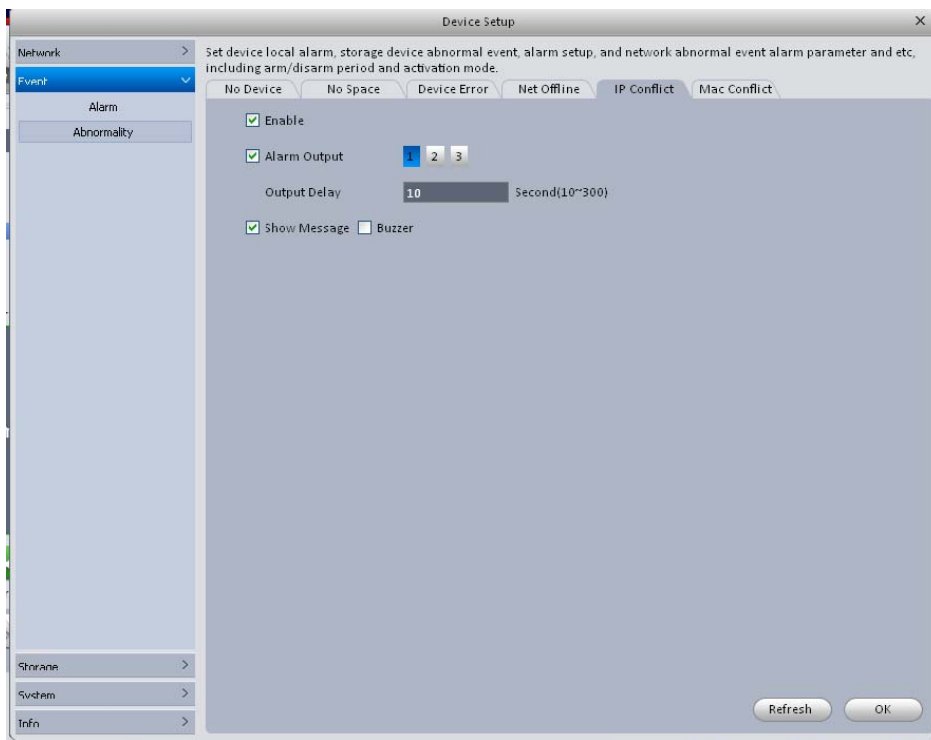 Device Setup
Network
Event
Alarm
Abnormality
Storage
System
Info
Set device local alarm, storage device abnormal event, alarm setup, and network abnormal event alarm parameter and etc,
including arm/disarm period and activation mode.
No Device No Space Device Error Net Offline IP Conflict Mac Conflict
Enable
Alarm Output 1 2 3
Output Delay 10 Second(10~300)
Show Message Buzzer
Refresh OK